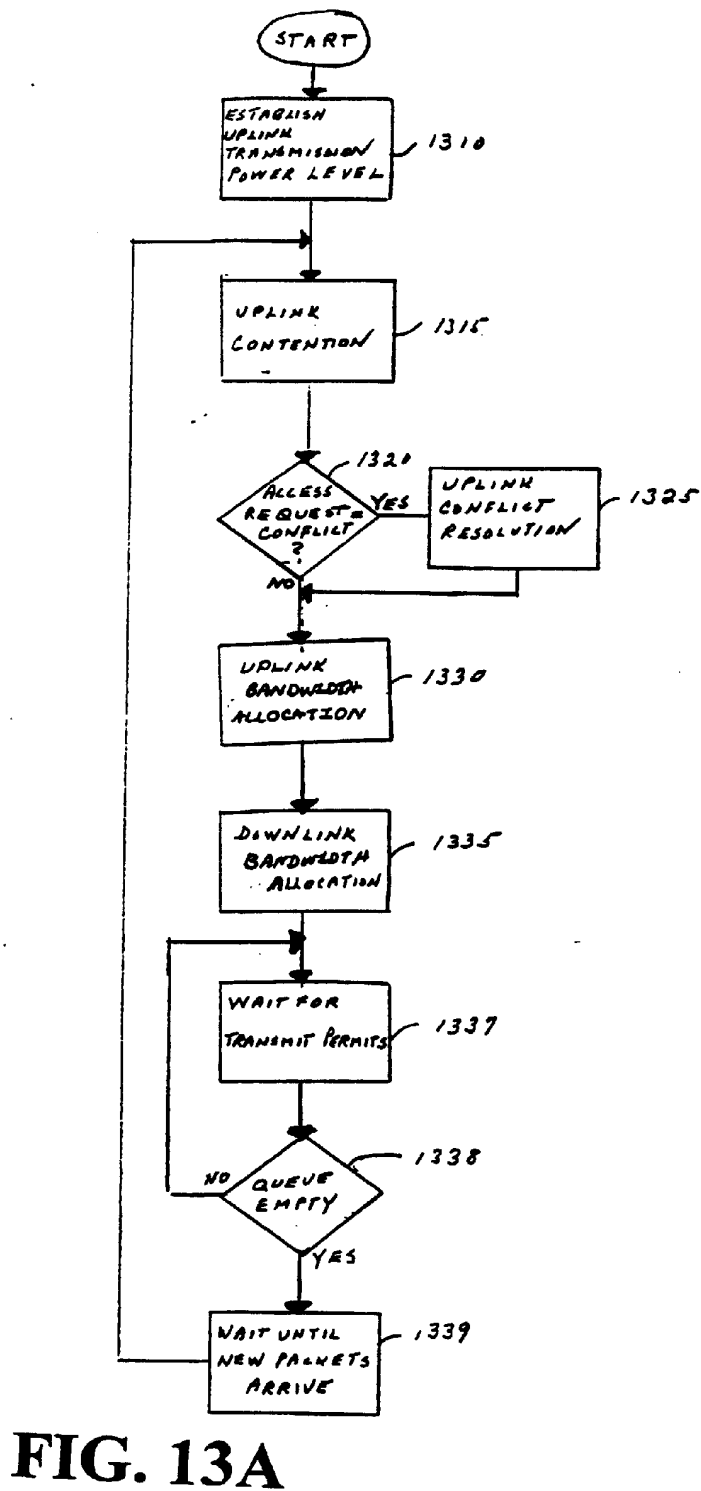 START
ESTABLISH
UPLINK
TRANSMISSION
POWER LEVEL
1310
UPLINK
CONTENTION
1315
1320
ACCESS
REQUEST=
CONFLICT
?
YES
NO
UPLINK
CONFLICT
RESOLUTION
1325
UPLINK
BANDWIDTH
ALLOCATION
1330
DOWNLINK
BANDWIDTH
ALLOCATION
1335
WAIT FOR
TRANSMIT PERMITS
1337
1338
NO
QUEUE
EMPTY
YES
WAIT UNTIL
NEW PACKETS
ARRIVE
1339
FIG. 13A